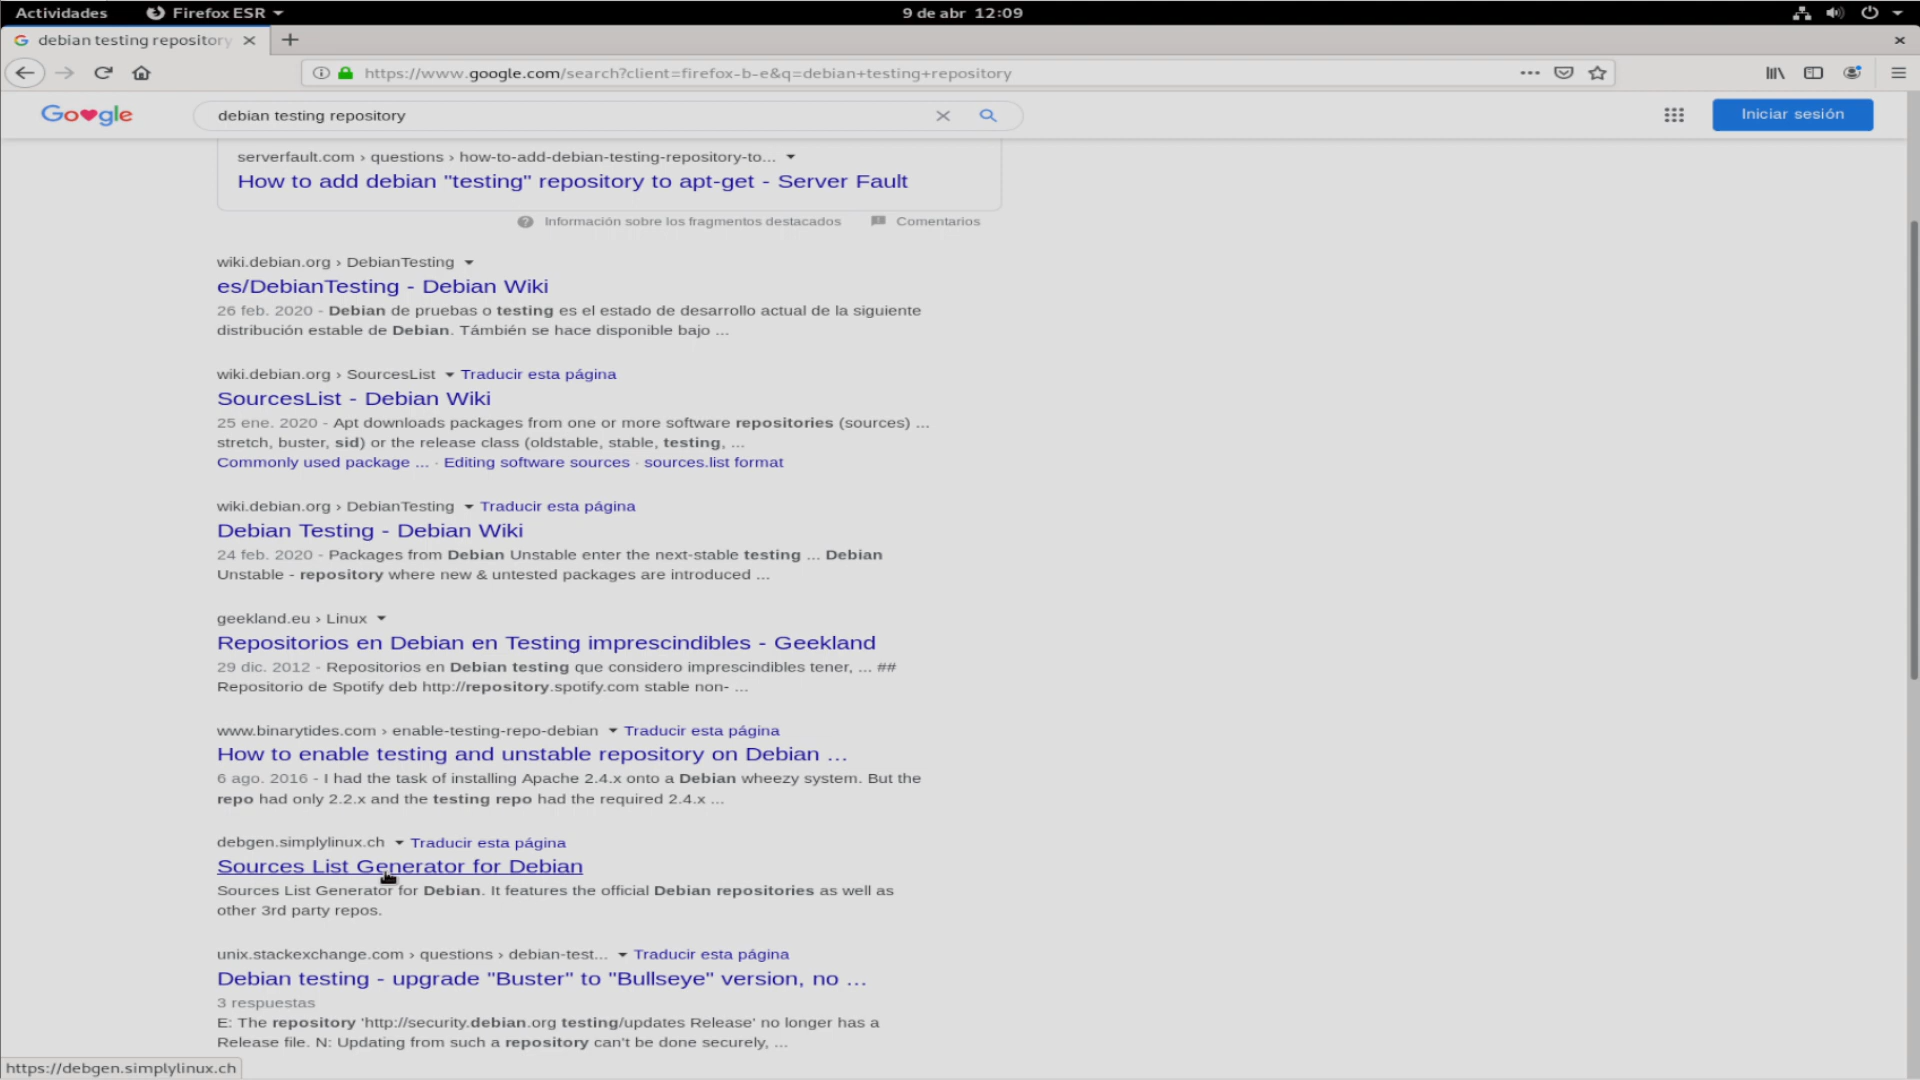 Actividades Firefox ESR 9 de abr 12:09
debian testing repository
https://www.google.com/search?client=firefox-b-e&q=debian+testing+repository
Google debian testing repository Iniciar sesión
serverfault.com › questions › how-to-add-debian-testing-repository-to...
How to add debian "testing" repository to apt-get - Server Fault
Información sobre los fragmentos destacados Comentarios
wiki.debian.org › DebianTesting
es/DebianTesting - Debian Wiki
26 feb. 2020 - Debian de pruebas o testing es el estado de desarrollo actual de la siguiente
distribución estable de Debian. Támbién se hace disponible bajo ...
wiki.debian.org › SourcesList Traducir esta página
SourcesList - Debian Wiki
25 ene. 2020 - Apt downloads packages from one or more software repositories (sources) ...
stretch, buster, sid) or the release class (oldstable, stable, testing, ...
Commonly used package ... · Editing software sources · sources.list format
wiki.debian.org › DebianTesting Traducir esta página
Debian Testing - Debian Wiki
24 feb. 2020 - Packages from Debian Unstable enter the next-stable testing ... Debian
Unstable - repository where new & untested packages are introduced ...
geekland.eu › Linux
Repositorios en Debian en Testing imprescindibles - Geekland
29 dic. 2012 - Repositorios en Debian testing que considero imprescindibles tener, ... ##
Repositorio de Spotify deb http://repository.spotify.com stable non- ...
www.binarytides.com › enable-testing-repo-debian Traducir esta página
How to enable testing and unstable repository on Debian ...
6 ago. 2016 - I had the task of installing Apache 2.4.x onto a Debian wheezy system. But the
repo had only 2.2.x and the testing repo had the required 2.4.x ...
debgen.simplylinux.ch Traducir esta página
Sources List Generator for Debian
Sources List Generator for Debian. It features the official Debian repositories as well as
other 3rd party repos.
unix.stackexchange.com › questions › debian-test... Traducir esta página
Debian testing - upgrade "Buster" to "Bullseye" version, no ...
3 respuestas
E: The repository 'http://security.debian.org testing/updates Release' no longer has a
Release file. N: Updating from such a repository can't be done securely, ...
https://debgen.simplylinux.ch